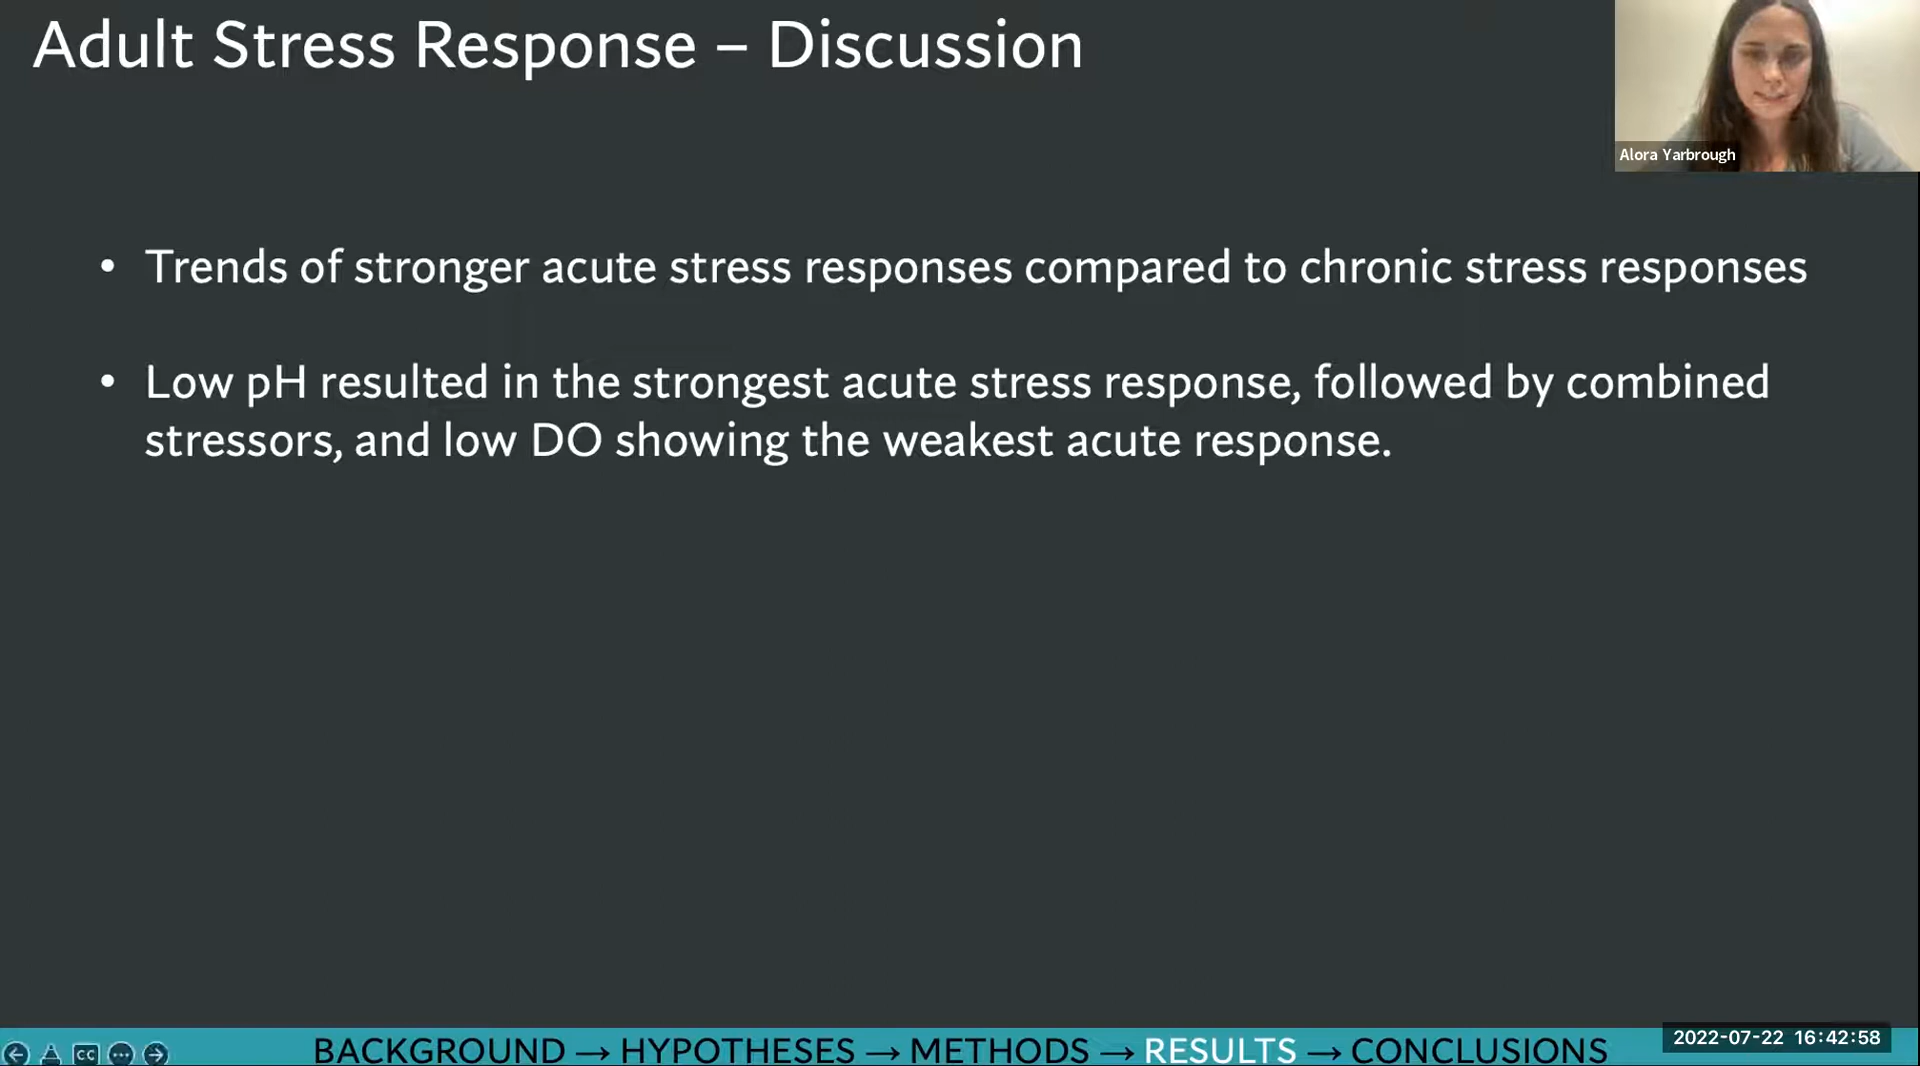 Adult Stress Response – Discussion
Alora Yarbrough
• Trends of stronger acute stress responses compared to chronic stress responses
• Low pH resulted in the strongest acute stress response, followed by combined
stressors, and low DO showing the weakest acute response.
CC
BACKGROUND → HYPOTHESES → METHODS → RESULTS → CONCLUSIONS
2022-07-22 16:42:58